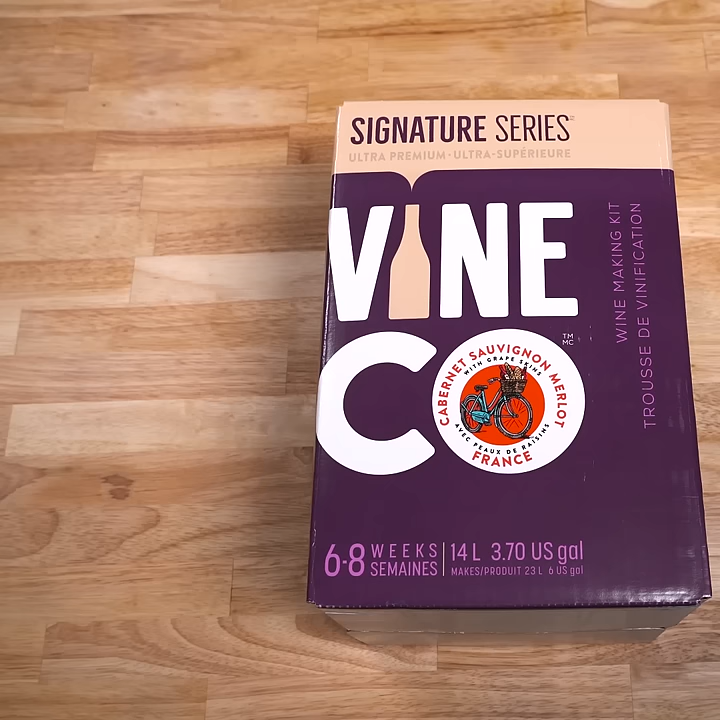 SIGNATURE SERIES™
ULTRA PREMIUM · ULTRA-SUPÉRIEURE
VINE
CO
TM
MC
CABERNET SAUVIGNON MERLOT
WITH GRAPE SKINS
AVEC PEAUX DE RAISINS
FRANCE
WINE MAKING KIT
TROUSSE DE VINIFICATION
6-8 WEEKS
SEMAINES
14 L 3.70 US gal
MAKES/PRODUIT 23 L 6 US gal